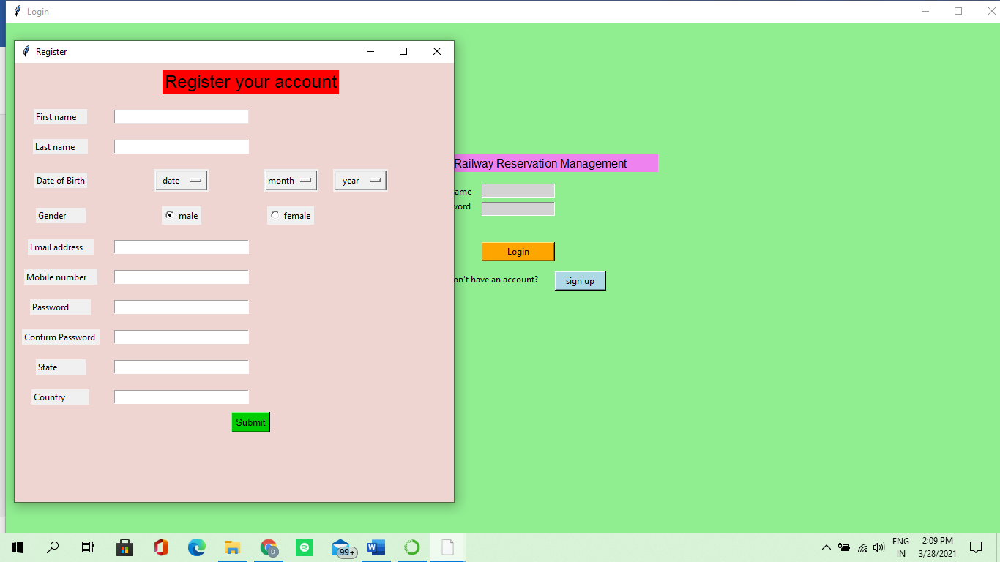 Login
Register
Register your account
First name
Last name
Date of Birth date month year
Gender male female
Email address
Mobile number
Password
Confirm Password
State
Country
Submit
Railway Reservation Management
ame
word
Login
on't have an account? sign up
D
99+
W
ENG
IN
2:09 PM
3/28/2021